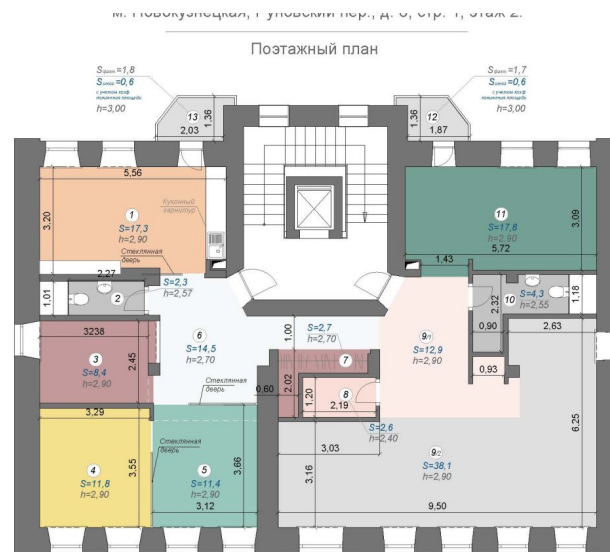 м. Новокузнецкая, Руновский пер., д. 8, стр. 1, этаж 2.
Поэтажный план
Sфакт.=1,8
Sинвл.=0,6
с учетом коэф.
понижения площади
h=3,00
13
2,03
1,36
Sфакт.=1,7
Sинвл.=0,6
с учетом коэф.
понижения площади
h=3,00
12
1,87
1,36
5,56
3,20
1
S=17,3
h=2,90
Кухонный
гарнитур
Стеклянная
дверь
11
S=17,8
h=2,90
5,72
3,09
2,27
1,01
2
S=2,3
h=2,57
1,43
2,32
0,90
10
S=4,3
h=2,55
1,18
2,63
3238
3
S=8,4
h=2,90
2,45
6
S=14,5
h=2,70
1,00
S=2,7
h=2,70
7
9/1
S=12,9
h=2,90
0,93
Стеклянная
дверь
0,60
2,02
1,20
8
2,19
S=2,6
h=2,40
6,25
3,29
4
S=11,8
h=2,90
3,55
Стеклянная
дверь
5
S=11,4
h=2,90
3,12
3,66
3,03
3,16
9/2
S=38,1
h=2,90
9,50